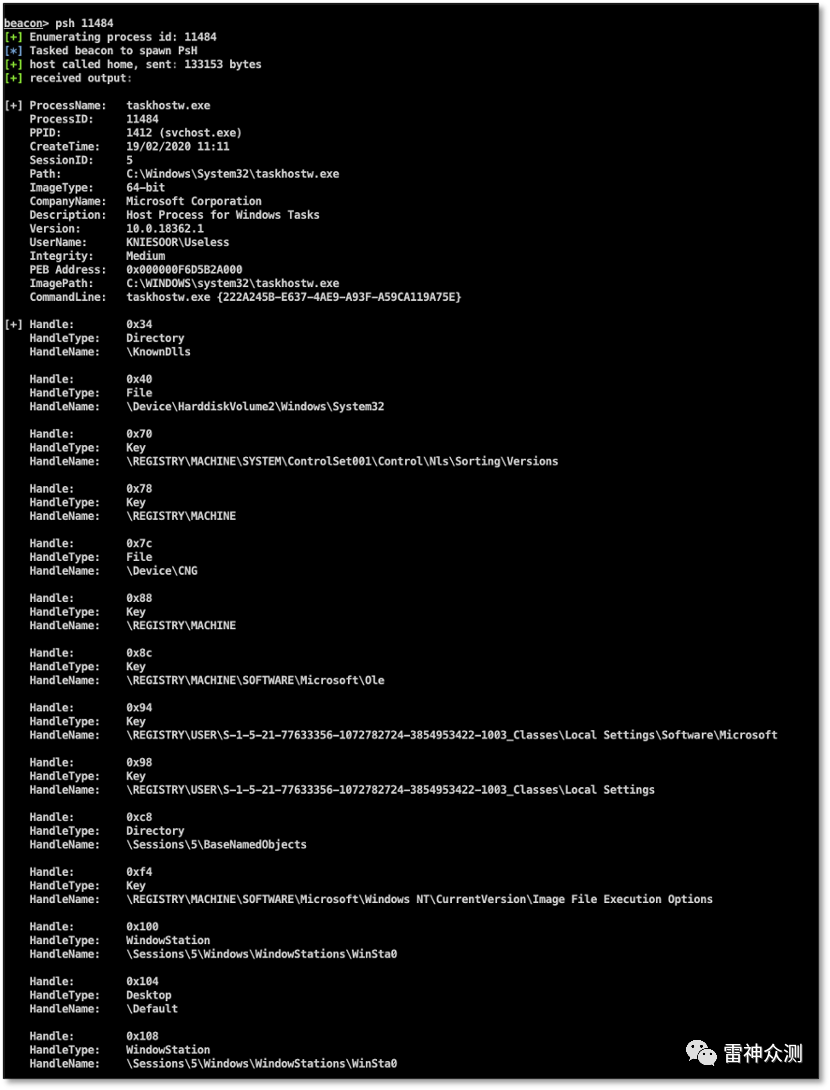 beacon> psh 11484
[+] Enumerating process id: 11484
[*] Tasked beacon to spawn PsH
[+] host called home, sent: 133153 bytes
[+] received output:
[+] ProcessName: taskhostw.exe
ProcessID: 11484
PPID: 1412 (svchost.exe)
CreateTime: 19/02/2020 11:11
SessionID: 5
Path: C:\Windows\System32\taskhostw.exe
ImageType: 64-bit
CompanyName: Microsoft Corporation
Description: Host Process for Windows Tasks
Version: 10.0.18362.1
UserName: KNIESOOR\Useless
Integrity: Medium
PEB Address: 0x000000F6D5B2A000
ImagePath: C:\WINDOWS\system32\taskhostw.exe
CommandLine: taskhostw.exe {222A245B-E637-4AE9-A93F-A59CA119A75E}
[+] Handle: 0x34
HandleType: Directory
HandleName: \KnownDlls
Handle: 0x40
HandleType: File
HandleName: \Device\HarddiskVolume2\Windows\System32
Handle: 0x70
HandleType: Key
HandleName: \REGISTRY\MACHINE\SYSTEM\ControlSet001\Control\Nls\Sorting\Versions
Handle: 0x78
HandleType: Key
HandleName: \REGISTRY\MACHINE
Handle: 0x7c
HandleType: File
HandleName: \Device\CNG
Handle: 0x88
HandleType: Key
HandleName: \REGISTRY\MACHINE
Handle: 0x8c
HandleType: Key
HandleName: \REGISTRY\MACHINE\SOFTWARE\Microsoft\Ole
Handle: 0x94
HandleType: Key
HandleName: \REGISTRY\USER\S-1-5-21-77633356-1072782724-3854953422-1003_Classes\Local Settings\Software\Microsoft
Handle: 0x98
HandleType: Key
HandleName: \REGISTRY\USER\S-1-5-21-77633356-1072782724-3854953422-1003_Classes\Local Settings
Handle: 0xc8
HandleType: Directory
HandleName: \Sessions\5\BaseNamedObjects
Handle: 0xf4
HandleType: Key
HandleName: \REGISTRY\MACHINE\SOFTWARE\Microsoft\Windows NT\CurrentVersion\Image File Execution Options
Handle: 0x100
HandleType: WindowStation
HandleName: \Sessions\5\Windows\WindowStations\WinSta0
Handle: 0x104
HandleType: Desktop
HandleName: \Default
Handle: 0x108
HandleType: WindowStation
HandleName: \Sessions\5\Windows\WindowStations\WinSta0
雷神众测